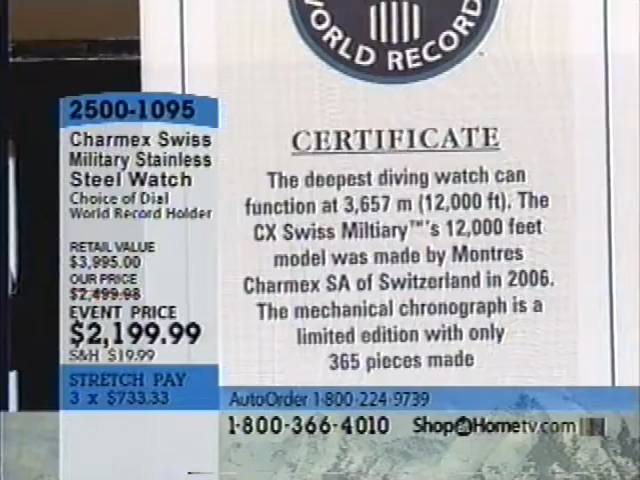 WORLD RECORD
2500-1095
Charmex Swiss
Military Stainless
Steel Watch
Choice of Dial
World Record Holder
RETAIL VALUE
$3,995.00
OUR PRICE
$2,499.98
EVENT PRICE
$2,199.99
S&H $19.99
STRETCH PAY
3 x $733.33
CERTIFICATE
The deepest diving watch can
function at 3,657 m (12,000 ft). The
CX Swiss Miltiary™'s 12,000 feet
model was made by Montres
Charmex SA of Switzerland in 2006.
The mechanical chronograph is a
limited edition with only
365 pieces made
AutoOrder 1-800-224-9739
1-800-366-4010 Shop@Hometv.com